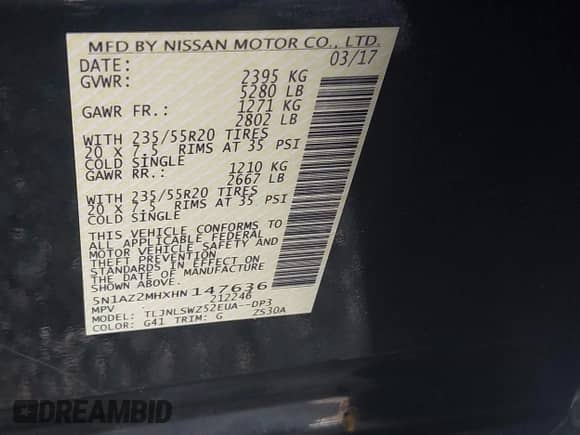 MFD BY NISSAN MOTOR CO., LTD.
DATE: 03/17
GVWR: 2395 KG
5280 LB
GAWR FR.: 1271 KG
2802 LB
WITH 235/55R20 TIRES
20 X 7.5 RIMS AT 35 PSI
COLD SINGLE
GAWR RR.: 1210 KG
2667 LB
WITH 235/55R20 TIRES
20 X 7.5 RIMS AT 35 PSI
COLD SINGLE
THIS VEHICLE CONFORMS TO
ALL APPLICABLE FEDERAL
MOTOR VEHICLE SAFETY AND
THEFT PREVENTION
STANDARDS IN EFFECT ON
THE DATE OF MANUFACTURE
5N1AZ2MHXHN147636
MPV 212246
MODEL: TLJNLSWZ52EUA--DP3
COLOR: G41 TRIM: G ZS30A
DREAMBID